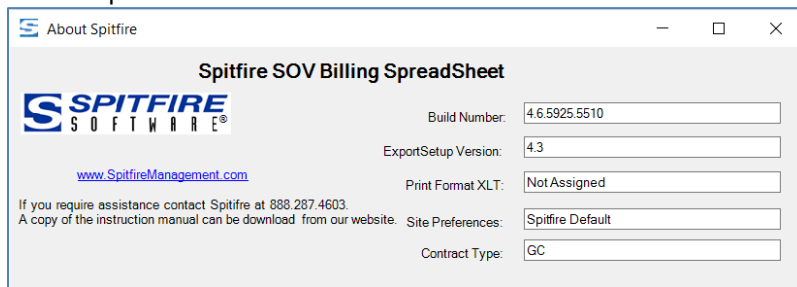 About Spitfire
Spitfire SOV Billing SpreadSheet
SPITFIRE
SOFTWARE®
www.SpitfireManagement.com
If you require assistance contact Spitifre at 888.287.4603.
A copy of the instruction manual can be download from our website.
Build Number: 4.6.5925.5510
ExportSetup Version: 4.3
Print Format XLT: Not Assigned
Site Preferences: Spitfire Default
Contract Type: GC